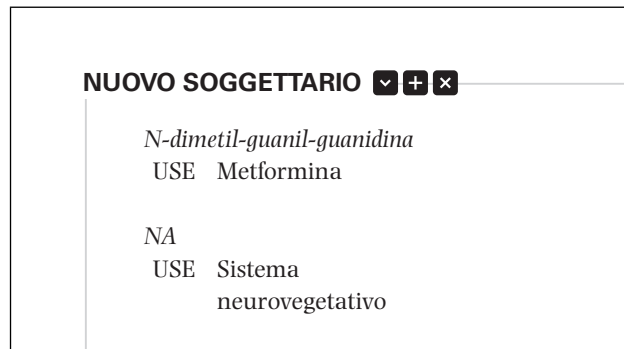 NUOVO SOGGETTARIO
N-dimetil-guanil-guanidina
USE Metformina
NA
USE Sistema
neurovegetativo